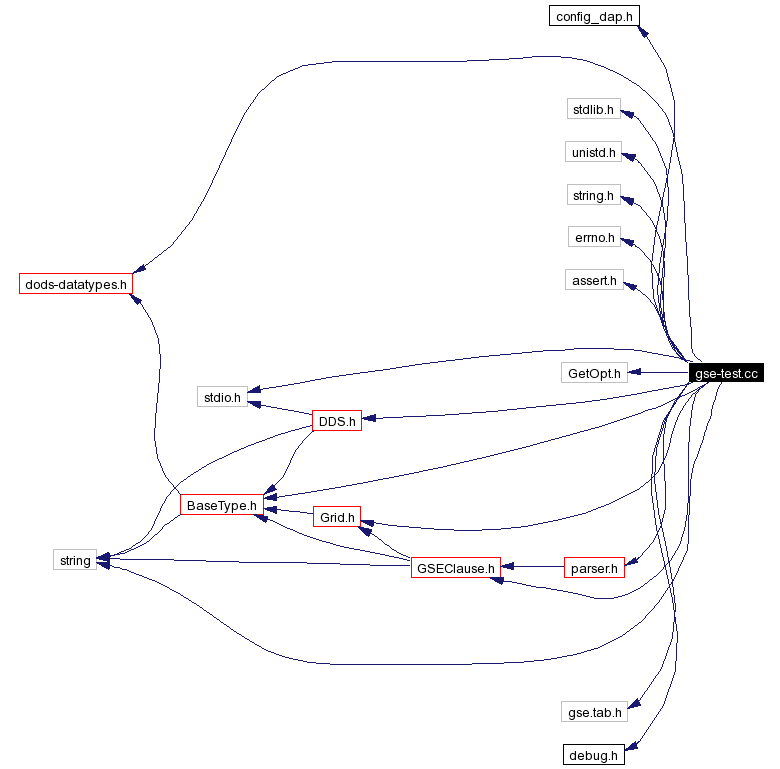 config_dap.h
stdlib.h
unistd.h
string.h
errno.h
assert.h
dods-datatypes.h
GetOpt.h
gse-test.cc
stdio.h
DDS.h
BaseType.h
Grid.h
string
GSEClause.h
parser.h
gse.tab.h
debug.h